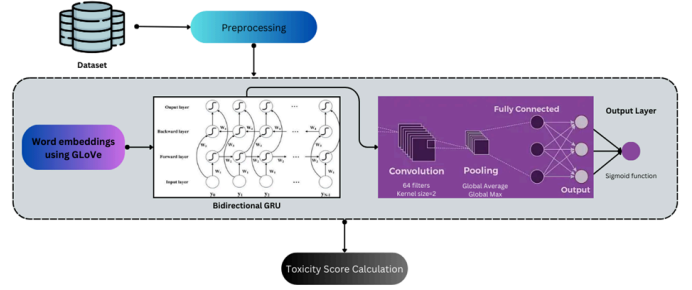 Dataset
Preprocessing
Word embeddings
using GLoVe
Ouput layer
Backward layer
Forward layer
Input layer
Bidirectional GRU
Convolution
64 filters
Kernel size=2
Pooling
Global Average
Global Max
Fully Connected
Output
Output Layer
Sigmoid function
Toxicity Score Calculation